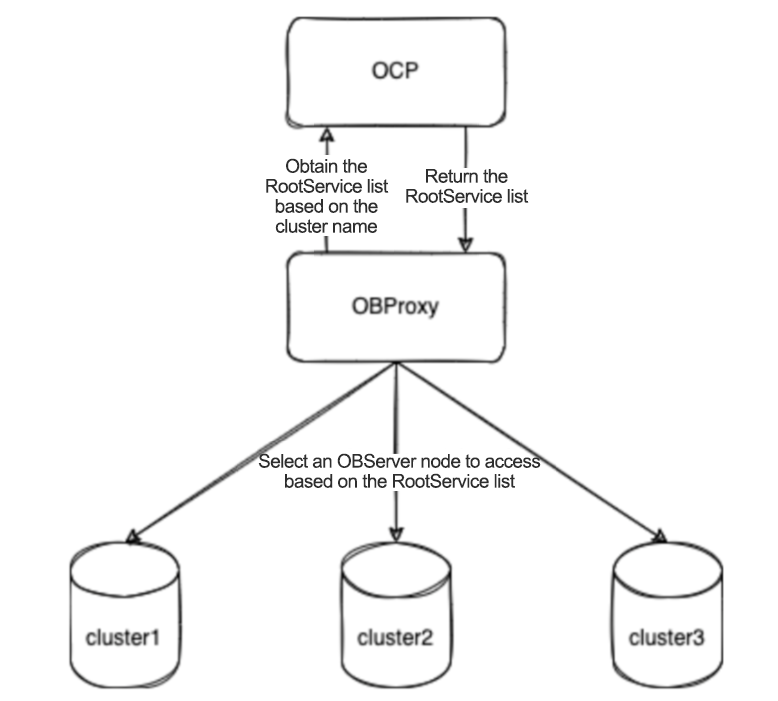 OCP
Obtain the
RootService list
based on the
cluster name
Return the
RootService list
OBProxy
Select an OBServer node to access
based on the RootService list
cluster1
cluster2
cluster3